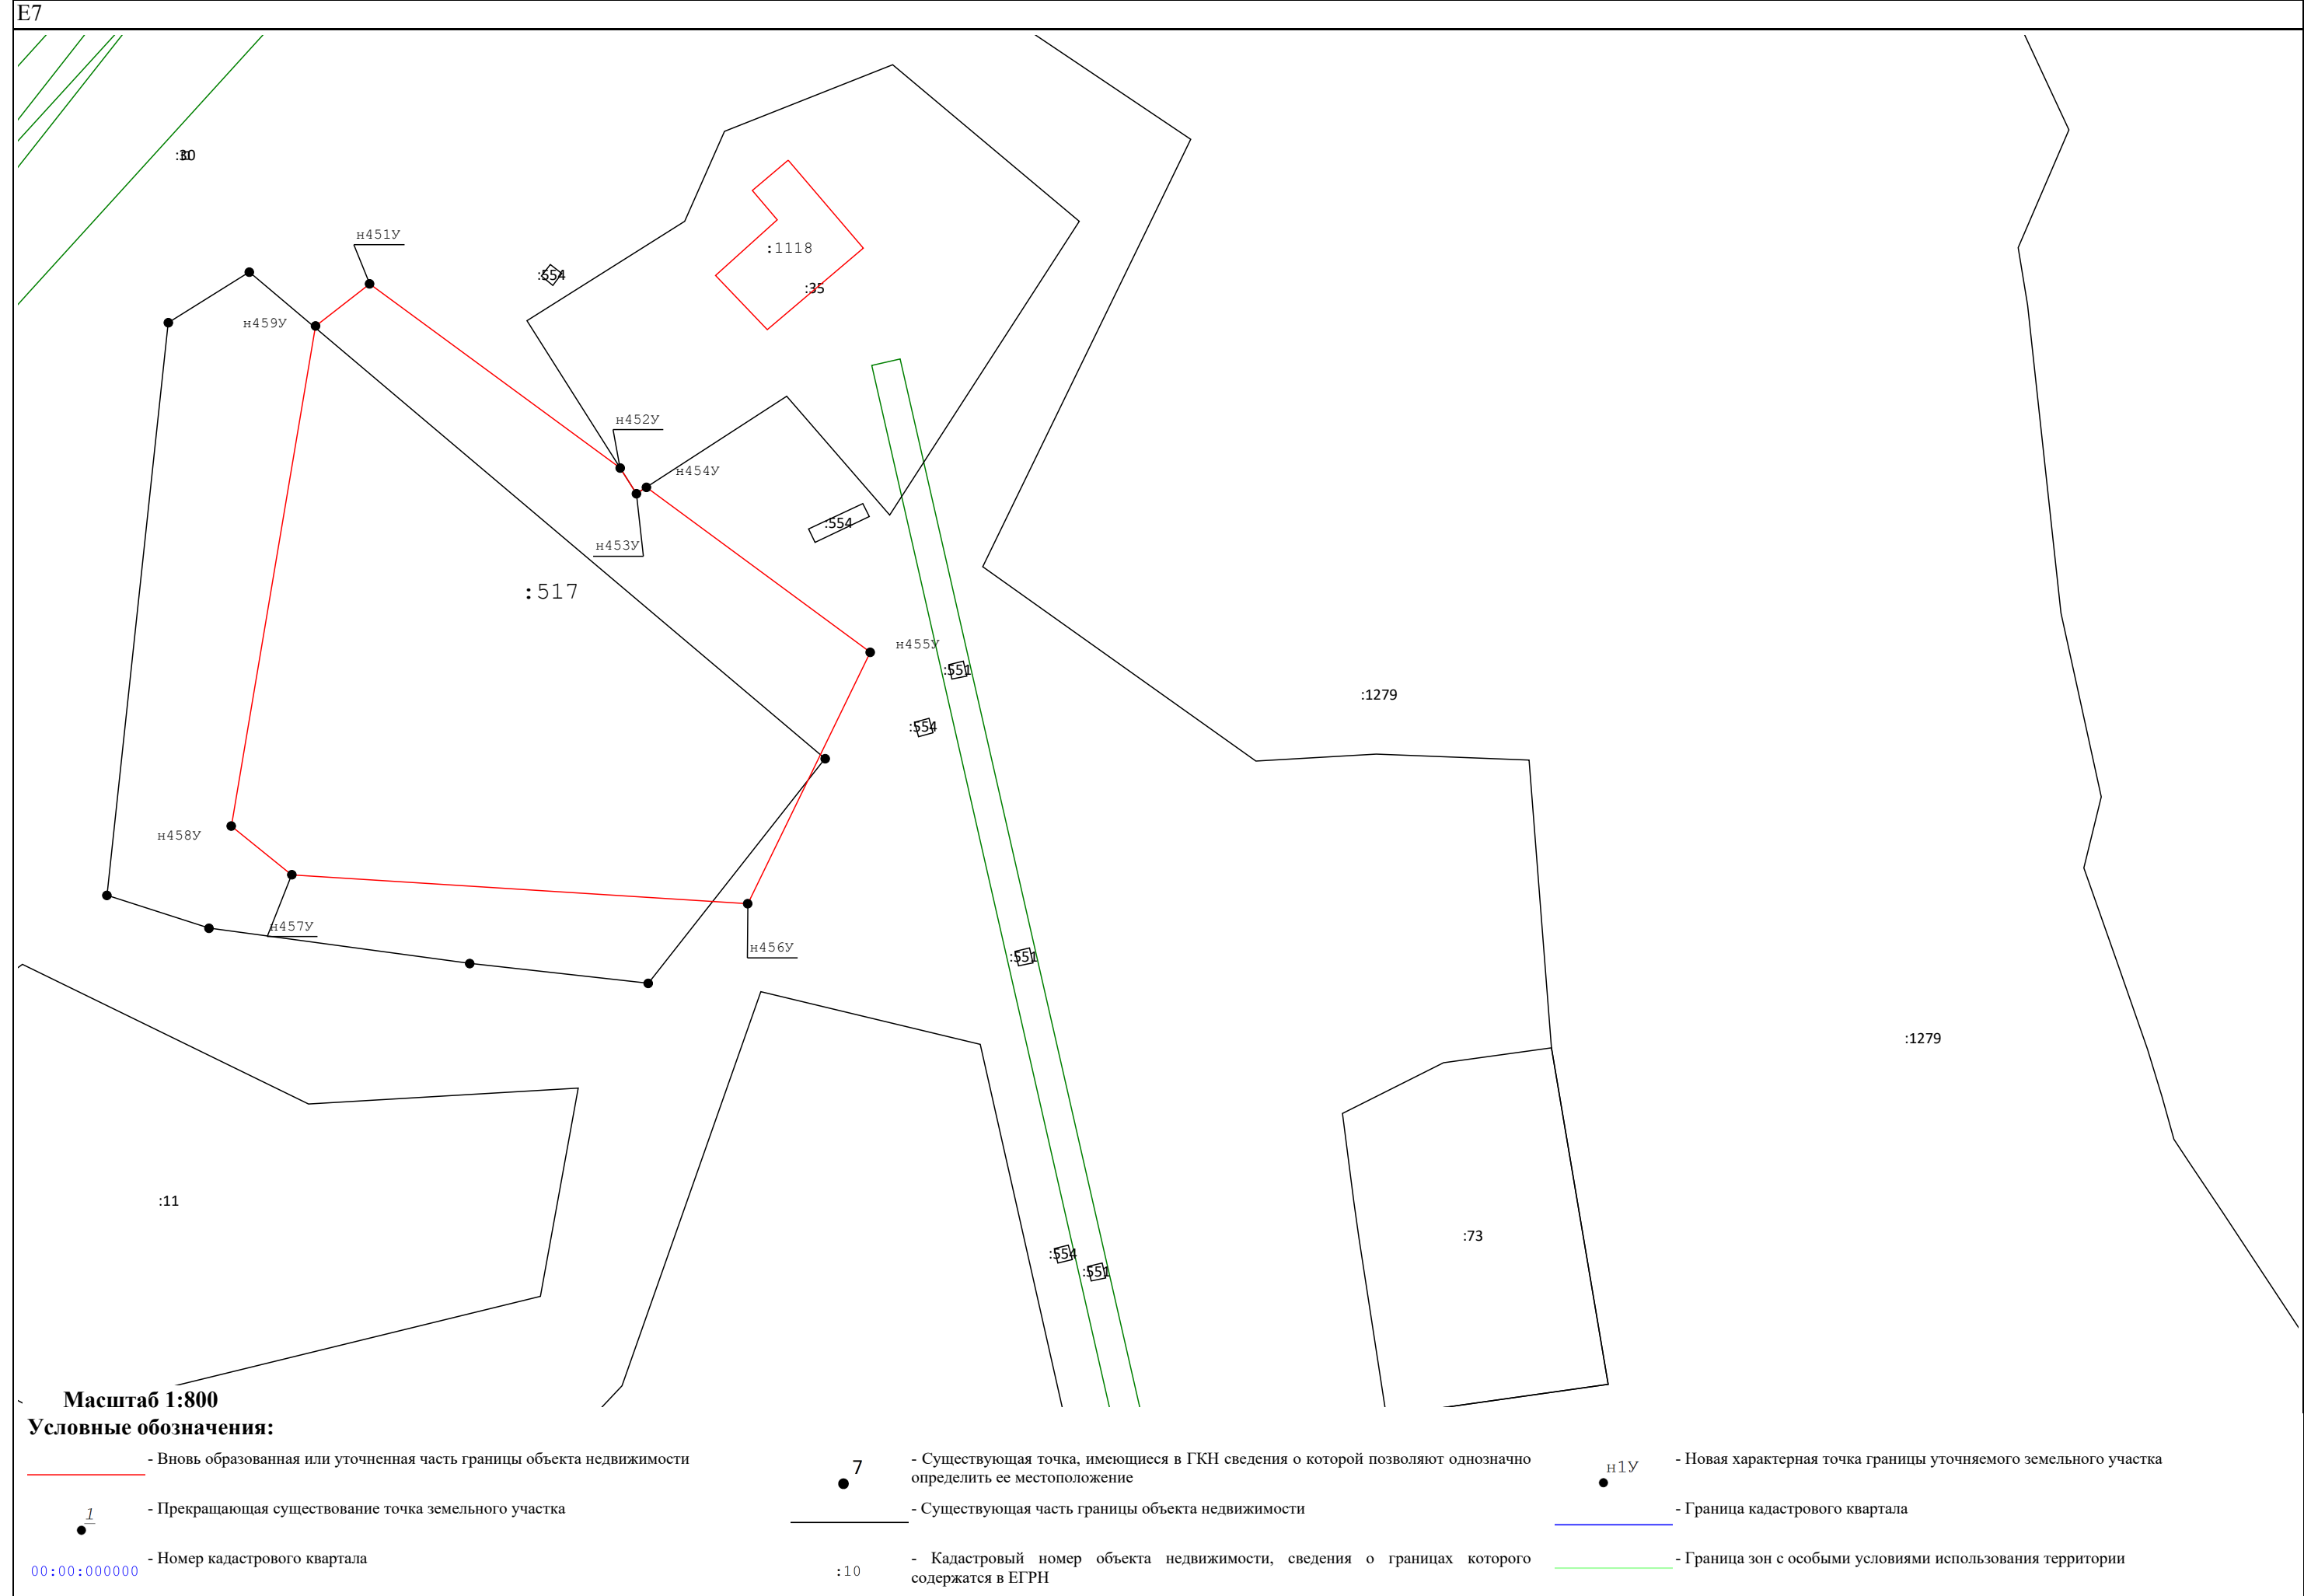 E7
:30
н451У
:1118
:554
:35
н459У
н452У
н454У
:554
н453У
:517
н455У
:551
:1279
:554
н458У
н457У
н456У
:551
:1279
:11
:73
:554
:551
Масштаб 1:800
Условные обозначения:
- Вновь образованная или уточненная часть границы объекта недвижимости
7
- Существующая точка, имеющиеся в ГКН сведения о которой позволяют однозначно
определить ее местоположение
н1У
- Новая характерная точка границы уточняемого земельного участка
1
- Прекращающая существование точка земельного участка
- Существующая часть границы объекта недвижимости
- Граница кадастрового квартала
00:00:000000
- Номер кадастрового квартала
:10
- Кадастровый номер объекта недвижимости, сведения о границах которого
содержатся в ЕГРН
- Граница зон с особыми условиями использования территории